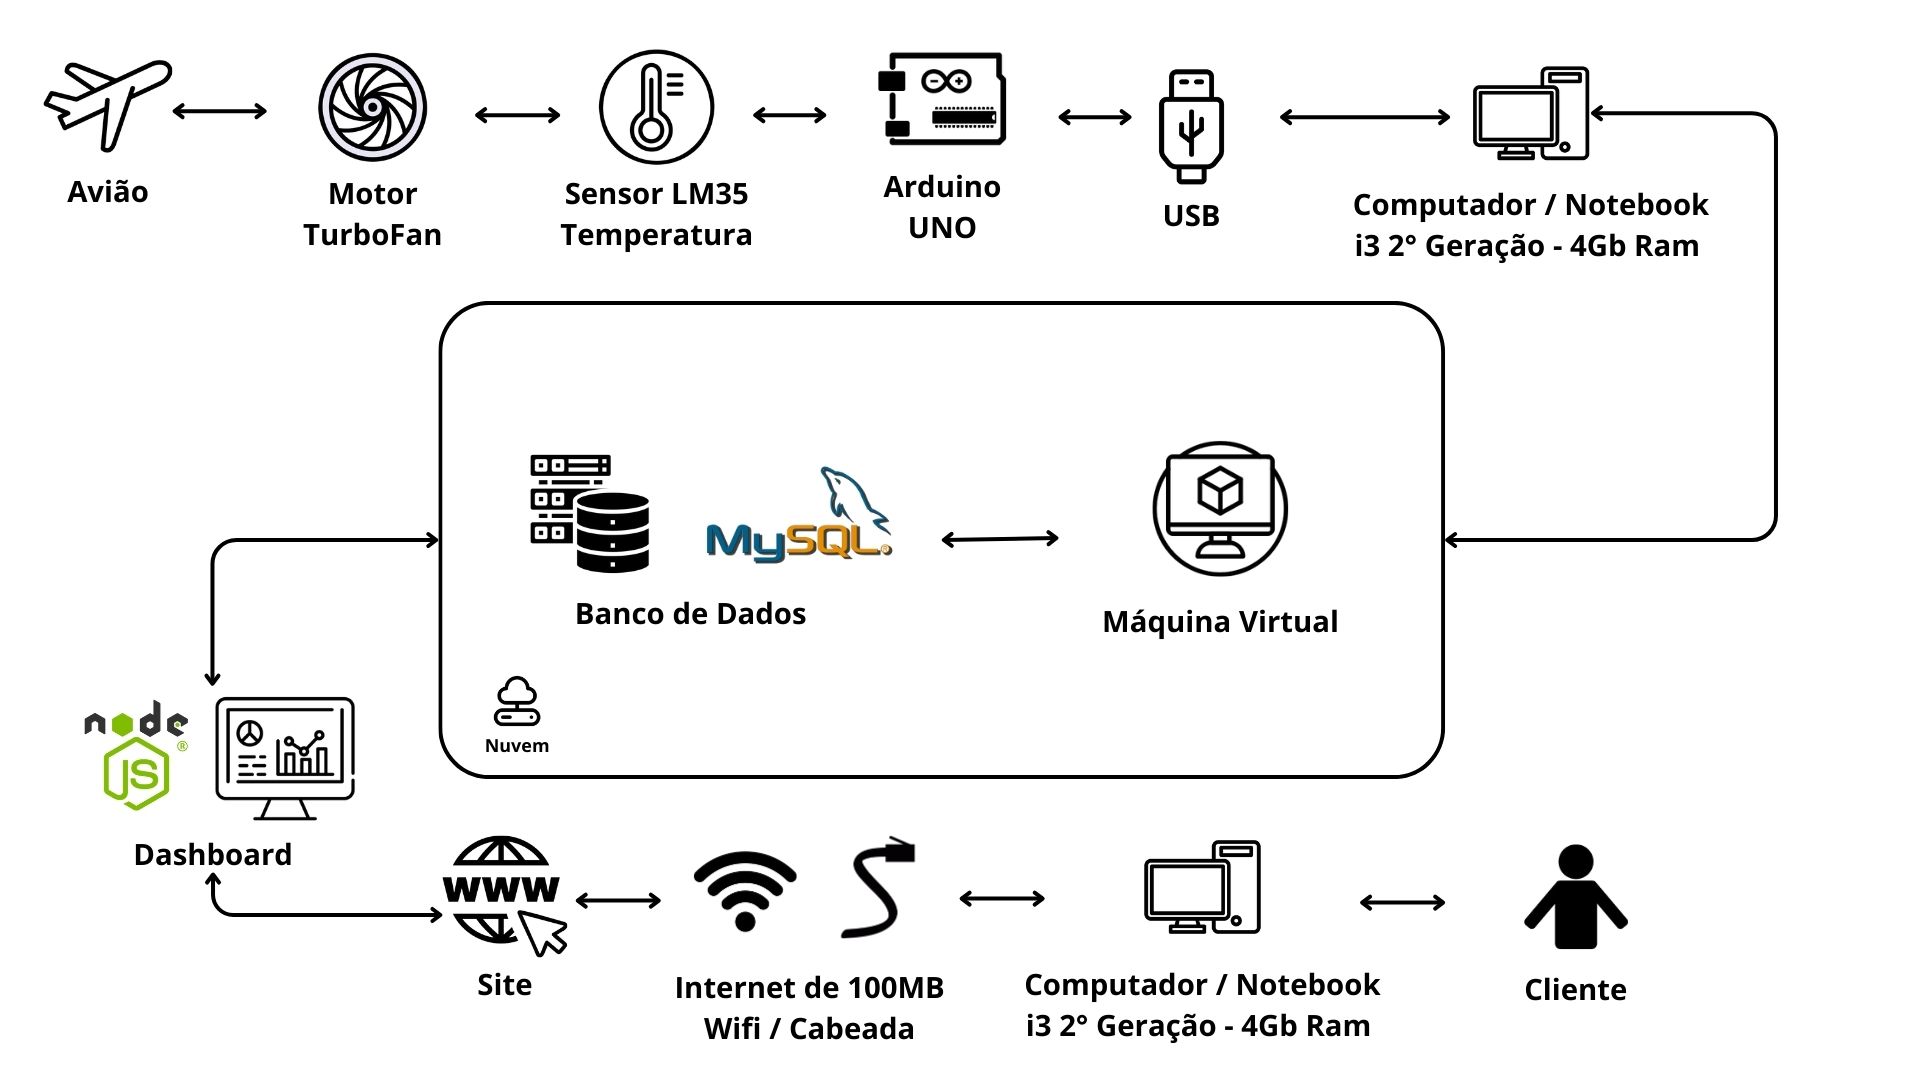 Avião
Motor
TurboFan
Sensor LM35
Temperatura
Arduino
UNO
USB
Computador / Notebook
i3 2° Geração - 4Gb Ram
MySQL®
Banco de Dados
Máquina Virtual
Nuvem
node
JS
®
Dashboard
www
Site
Internet de 100MB
Wifi / Cabeada
Computador / Notebook
i3 2° Geração - 4Gb Ram
Cliente